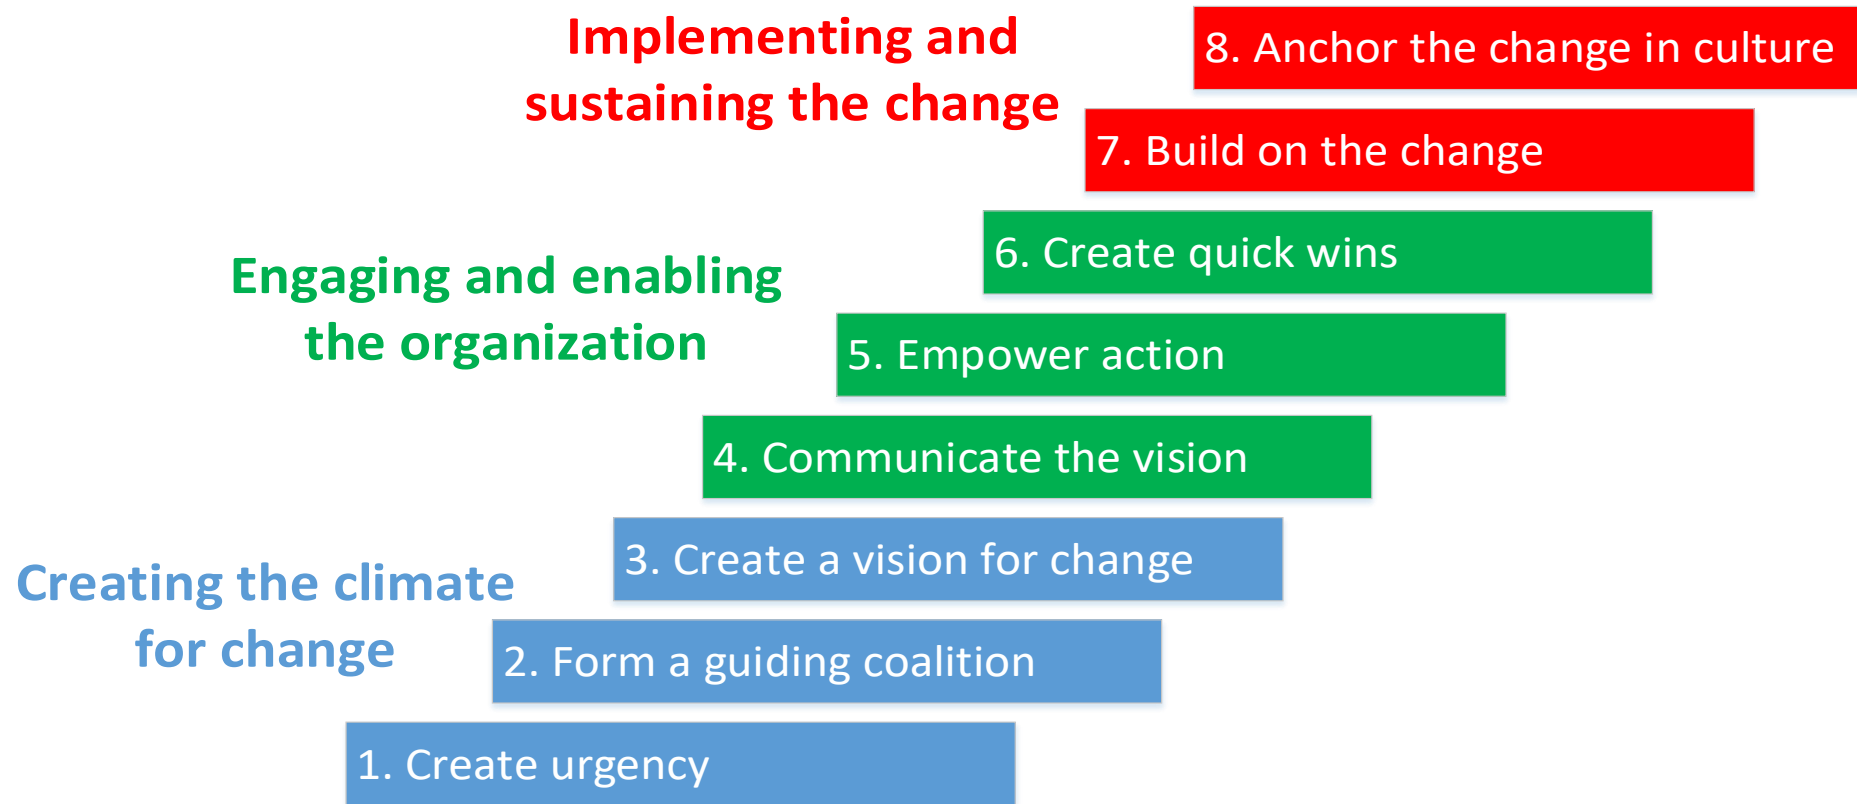 Implementing and
sustaining the change
8. Anchor the change in culture
7. Build on the change
6. Create quick wins
Engaging and enabling
the organization
5. Empower action
4. Communicate the vision
3. Create a vision for change
Creating the climate
for change
2. Form a guiding coalition
1. Create urgency